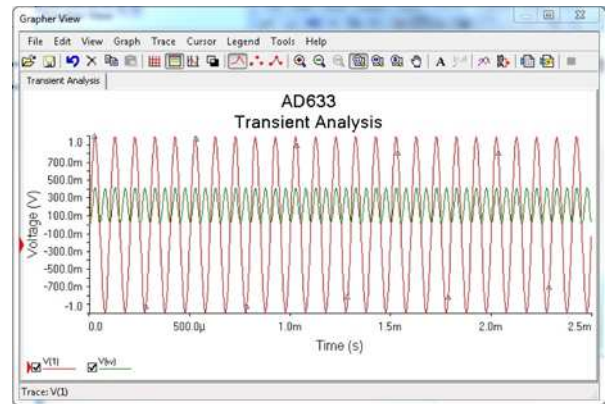 Grapher View
File Edit View Graph Trace Cursor Legend Tools Help
Transient Analysis
AD633
Transient Analysis
Voltage (V)
1.0
700.0m
500.0m
300.0m
100.0m
-100.0m
-300.0m
-500.0m
-700.0m
-1.0
0.0 500.0µ 1.0m 1.5m 2.0m 2.5m
Time (s)
V(1)
Trace: V(1)